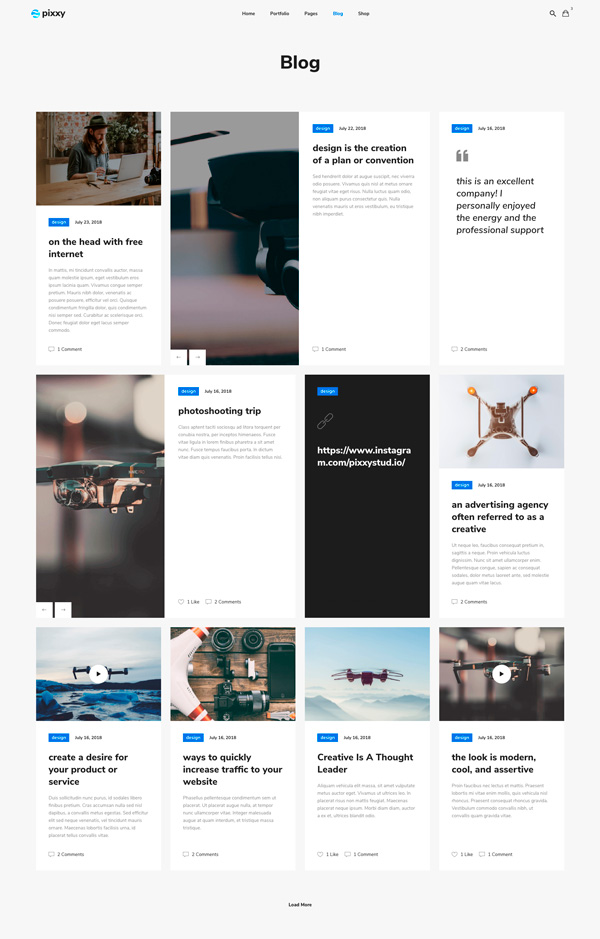 pixxy
Home
Portfolio
Pages
Blog
Shop
Blog
design
July 23, 2018
on the head with free
internet
In mattis, mi tincidunt convallis auctor, massa
quam molestie ipsum, eget vestibulum eros
ipsum lacinia quam. Vivamus congue semper
pretium. Mauris nibh dolor, venenatis ac
posuere posuere, efficitur vel orci. Quisque
condimentum fringilla dolor, quis condimentum
nisi semper sed. Curabitur ac scelerisque orci.
Donec feugiat dolor eget lacus semper
commodo.
1 Comment
design
July 22, 2018
design is the creation
of a plan or convention
Sed hendrerit dolor at augue suscipit, nec viverra
odio posuere. Vivamus quis nisi at metus ornare
feugiat vitae eget risus. Nulla luctus quam odio,
non aliquam purus consectetur quis. Nulla
venenatis mauris ut eros vestibulum, eu tristique
nibh imperdiet.
1 Comment
design
July 16, 2018
this is an excellent
company! I
personally enjoyed
the energy and the
professional support
2 Comments
design
July 16, 2018
photoshooting trip
Class aptent taciti sociosqu ad litora torquent per
conubia nostra, per inceptos himenaeos. Fusce
vitae ligula in lorem finibus pharetra a sit amet
nunc. Fusce tempus faucibus porta. In dictum
vitae diam quis venenatis. Proin facilisis tellus nisl.
1 Like
2 Comments
design
https://www.instagra
m.com/pixxystud.io/
design
July 16, 2018
an advertising agency
often referred to as a
creative
Ut neque leo, faucibus consequat pretium in,
sagittis a neque. Proin vehicula luctus
dignissim. Nunc sit amet ullamcorper enim.
Pellentesque congue, sapien ac consequat
sodales, dolor metus laoreet ante, sed molestie
augue quam vitae lacus.
2 Comments
design
July 16, 2018
create a desire for
your product or
service
Duis sollicitudin nunc purus, id sodales libero
finibus pretium. Cras accumsan nulla sed nisi
dapibus, a convallis metus egestas. Sed efficitur
elit sed neque venenatis, vel tincidunt mauris
ornare. Maecenas lobortis facilisis urna, id
placerat tellus convallis vitae.
2 Comments
design
July 16, 2018
ways to quickly
increase traffic to your
website
Phasellus pellentesque condimentum sem ut
placerat. Ut placerat augue nulla, at tempor
nunc ultricies volutpat. Integer malesuada
augue at quam interdum, et tristique massa
tristique.
2 Comments
design
July 16, 2018
Creative Is A Thought
Leader
Aliquam vehicula elit massa, sit amet vulputate
metus auctor eget. Vivamus ut ultrices leo. In
placerat risus non mattis feugiat. Maecenas
placerat neque ipsum. Morbi diam diam, auctor
a ex et, ultrices blandit odio.
1 Like
1 Comment
design
July 16, 2018
the look is modern,
cool, and assertive
Proin faucibus nec lectus et mattis. Praesent
lobortis mi vitae enim mollis, quis vehicula nisl
rhoncus. Praesent consequat rhoncus gravida.
Vestibulum commodo convallis nibh, ut
convallis quam gravida vitae.
1 Like
1 Comment
Load More